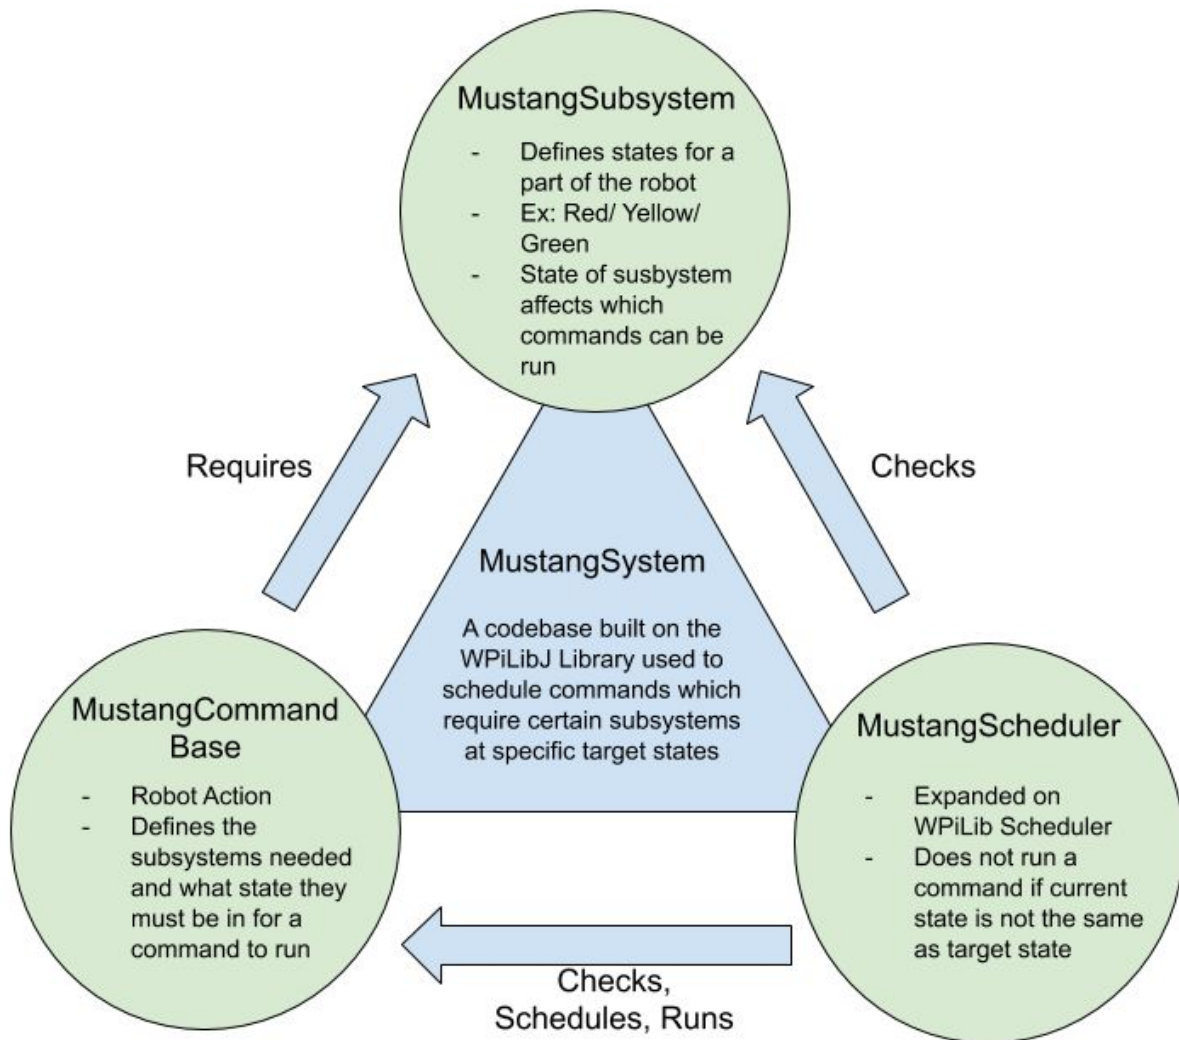 MustangSubsystem
- Defines states for a
part of the robot
- Ex: Red/ Yellow/
Green
- State of susbystem
affects which
commands can be
run
Requires
Checks
MustangSystem
A codebase built on the
WPiLibJ Library used to
schedule commands which
require certain subsystems
at specific target states
MustangCommand
Base
- Robot Action
- Defines the
subsystems needed
and what state they
must be in for a
command to run
MustangScheduler
- Expanded on
WPiLib Scheduler
- Does not run a
command if current
state is not the same
as target state
Checks,
Schedules, Runs